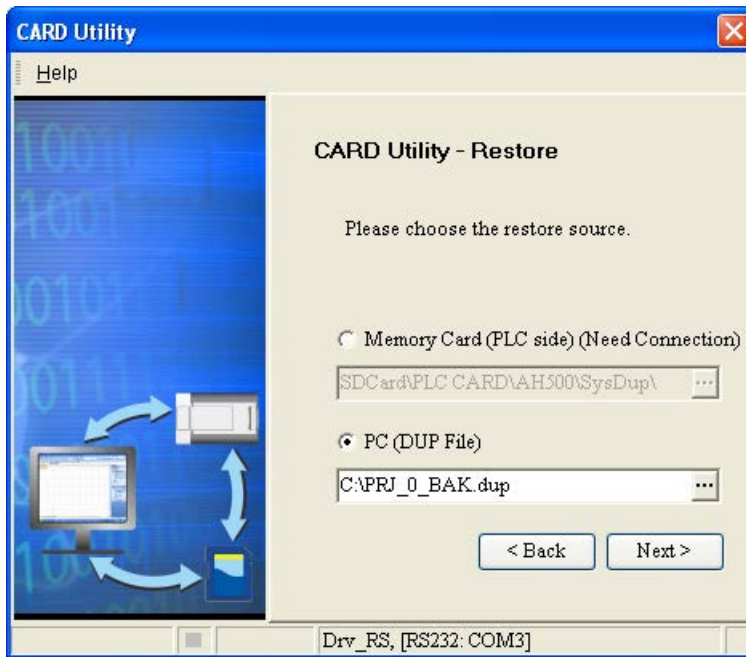 CARD Utility
Help
CARD Utility - Restore
Please choose the restore source.
Memory Card (PLC side) (Need Connection)
SDCard\PLC CARD\AH500\SysDup\
...
PC (DUP File)
C:\PRJ_0_BAK.dup
...
< Back
Next >
Drv_RS, [RS232: COM3]